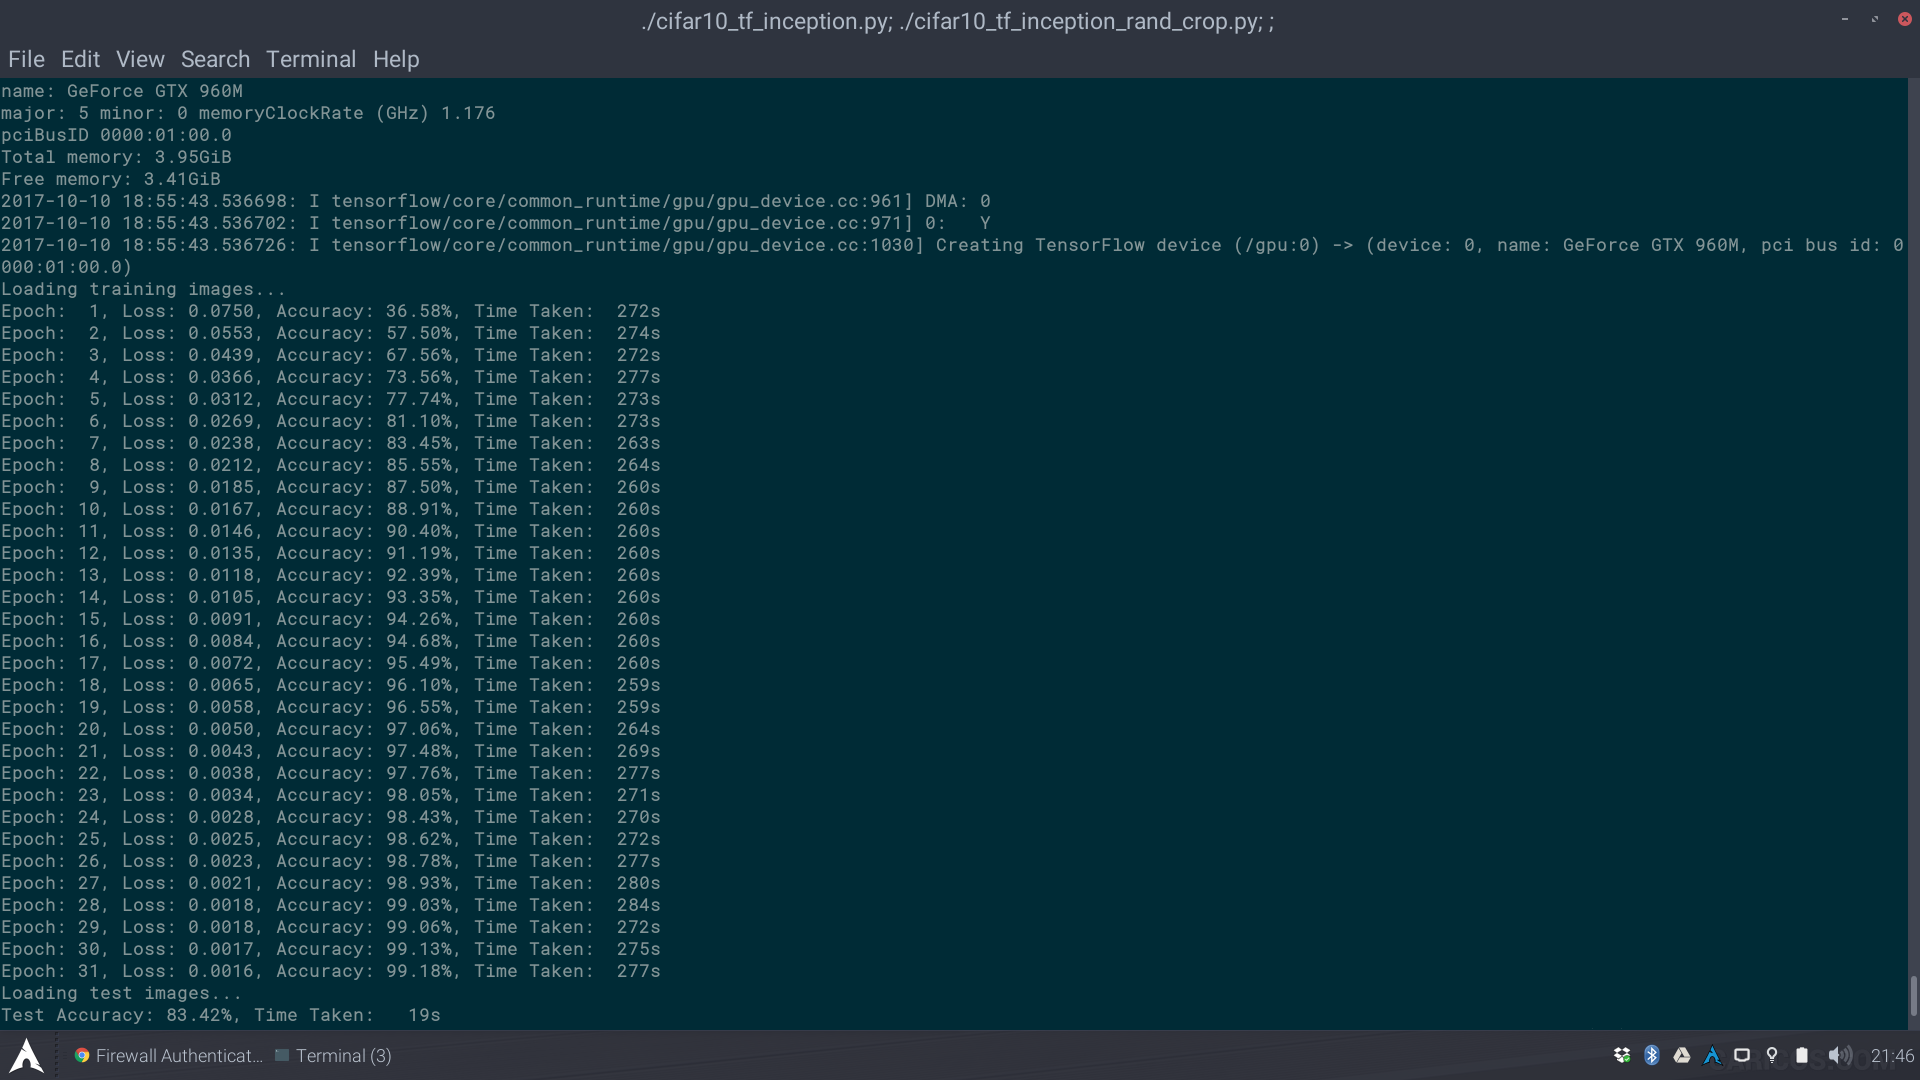 ./cifar10_tf_inception.py; ./cifar10_tf_inception_rand_crop.py; ;
File Edit View Search Terminal Help
name: GeForce GTX 960M
major: 5 minor: 0 memoryClockRate (GHz) 1.176
pciBusID 0000:01:00.0
Total memory: 3.95GiB
Free memory: 3.41GiB
2017-10-10 18:55:43.536698: I tensorflow/core/common_runtime/gpu/gpu_device.cc:961] DMA: 0
2017-10-10 18:55:43.536702: I tensorflow/core/common_runtime/gpu/gpu_device.cc:971] 0:   Y
2017-10-10 18:55:43.536726: I tensorflow/core/common_runtime/gpu/gpu_device.cc:1030] Creating TensorFlow device (/gpu:0) -> (device: 0, name: GeForce GTX 960M, pci bus id: 0
000:01:00.0)
Loading training images...
Epoch:  1, Loss: 0.0750, Accuracy: 36.58%, Time Taken:  272s
Epoch:  2, Loss: 0.0553, Accuracy: 57.50%, Time Taken:  274s
Epoch:  3, Loss: 0.0439, Accuracy: 67.56%, Time Taken:  272s
Epoch:  4, Loss: 0.0366, Accuracy: 73.56%, Time Taken:  277s
Epoch:  5, Loss: 0.0312, Accuracy: 77.74%, Time Taken:  273s
Epoch:  6, Loss: 0.0269, Accuracy: 81.10%, Time Taken:  273s
Epoch:  7, Loss: 0.0238, Accuracy: 83.45%, Time Taken:  263s
Epoch:  8, Loss: 0.0212, Accuracy: 85.55%, Time Taken:  264s
Epoch:  9, Loss: 0.0185, Accuracy: 87.50%, Time Taken:  260s
Epoch: 10, Loss: 0.0167, Accuracy: 88.91%, Time Taken:  260s
Epoch: 11, Loss: 0.0146, Accuracy: 90.40%, Time Taken:  260s
Epoch: 12, Loss: 0.0135, Accuracy: 91.19%, Time Taken:  260s
Epoch: 13, Loss: 0.0118, Accuracy: 92.39%, Time Taken:  260s
Epoch: 14, Loss: 0.0105, Accuracy: 93.35%, Time Taken:  260s
Epoch: 15, Loss: 0.0091, Accuracy: 94.26%, Time Taken:  260s
Epoch: 16, Loss: 0.0084, Accuracy: 94.68%, Time Taken:  260s
Epoch: 17, Loss: 0.0072, Accuracy: 95.49%, Time Taken:  260s
Epoch: 18, Loss: 0.0065, Accuracy: 96.10%, Time Taken:  259s
Epoch: 19, Loss: 0.0058, Accuracy: 96.55%, Time Taken:  259s
Epoch: 20, Loss: 0.0050, Accuracy: 97.06%, Time Taken:  264s
Epoch: 21, Loss: 0.0043, Accuracy: 97.48%, Time Taken:  269s
Epoch: 22, Loss: 0.0038, Accuracy: 97.76%, Time Taken:  277s
Epoch: 23, Loss: 0.0034, Accuracy: 98.05%, Time Taken:  271s
Epoch: 24, Loss: 0.0028, Accuracy: 98.43%, Time Taken:  270s
Epoch: 25, Loss: 0.0025, Accuracy: 98.62%, Time Taken:  272s
Epoch: 26, Loss: 0.0023, Accuracy: 98.78%, Time Taken:  277s
Epoch: 27, Loss: 0.0021, Accuracy: 98.93%, Time Taken:  280s
Epoch: 28, Loss: 0.0018, Accuracy: 99.03%, Time Taken:  284s
Epoch: 29, Loss: 0.0018, Accuracy: 99.06%, Time Taken:  272s
Epoch: 30, Loss: 0.0017, Accuracy: 99.13%, Time Taken:  275s
Epoch: 31, Loss: 0.0016, Accuracy: 99.18%, Time Taken:  277s
Loading test images...
Test Accuracy: 83.42%, Time Taken:   19s
Firewall Authenticat... Terminal (3) 21:46